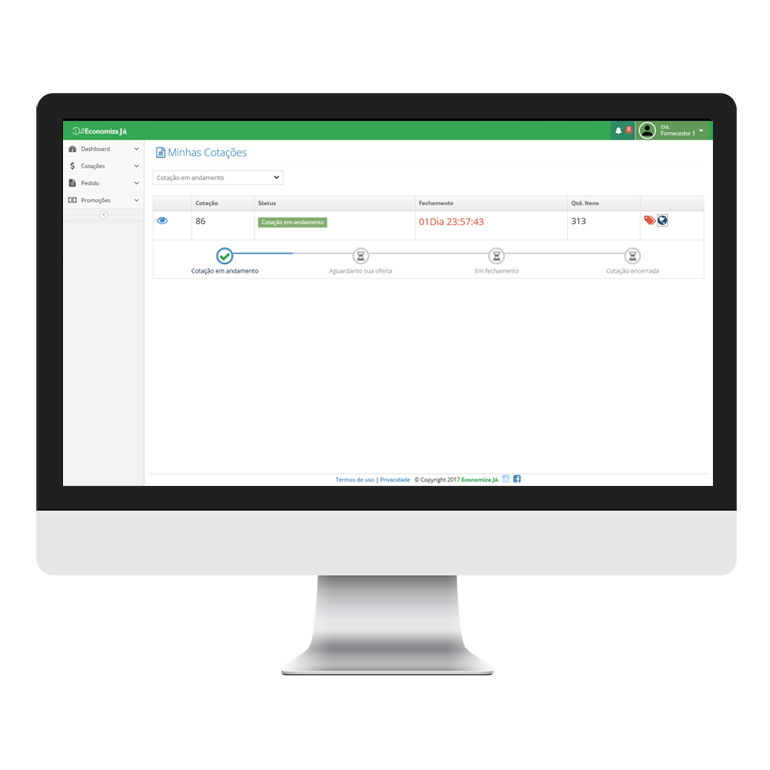 Economiza Já
2
Olá,
Fornecedor 1
Dashboard
Cotações
Pedido
Promoções
Minhas Cotações
Cotação em andamento
Cotação Status Fechamento Qtd. Itens
86 Cotação em andamento 01Dia 23:57:43 313
Cotação em andamento Aguardanto sua oferta Em fechamento Cotação encerrada
Termos de uso | Privacidade © Copyright 2017 Economiza Já.